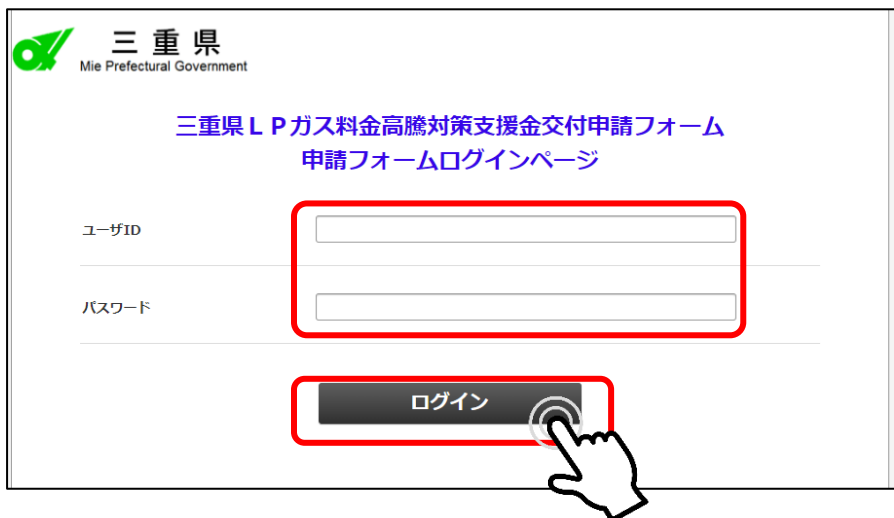 三重県
Mie Prefectural Government
三重県ＬＰガス料金高騰対策支援金交付申請フォーム
申請フォームログインページ
ユーザID
パスワード
ログイン